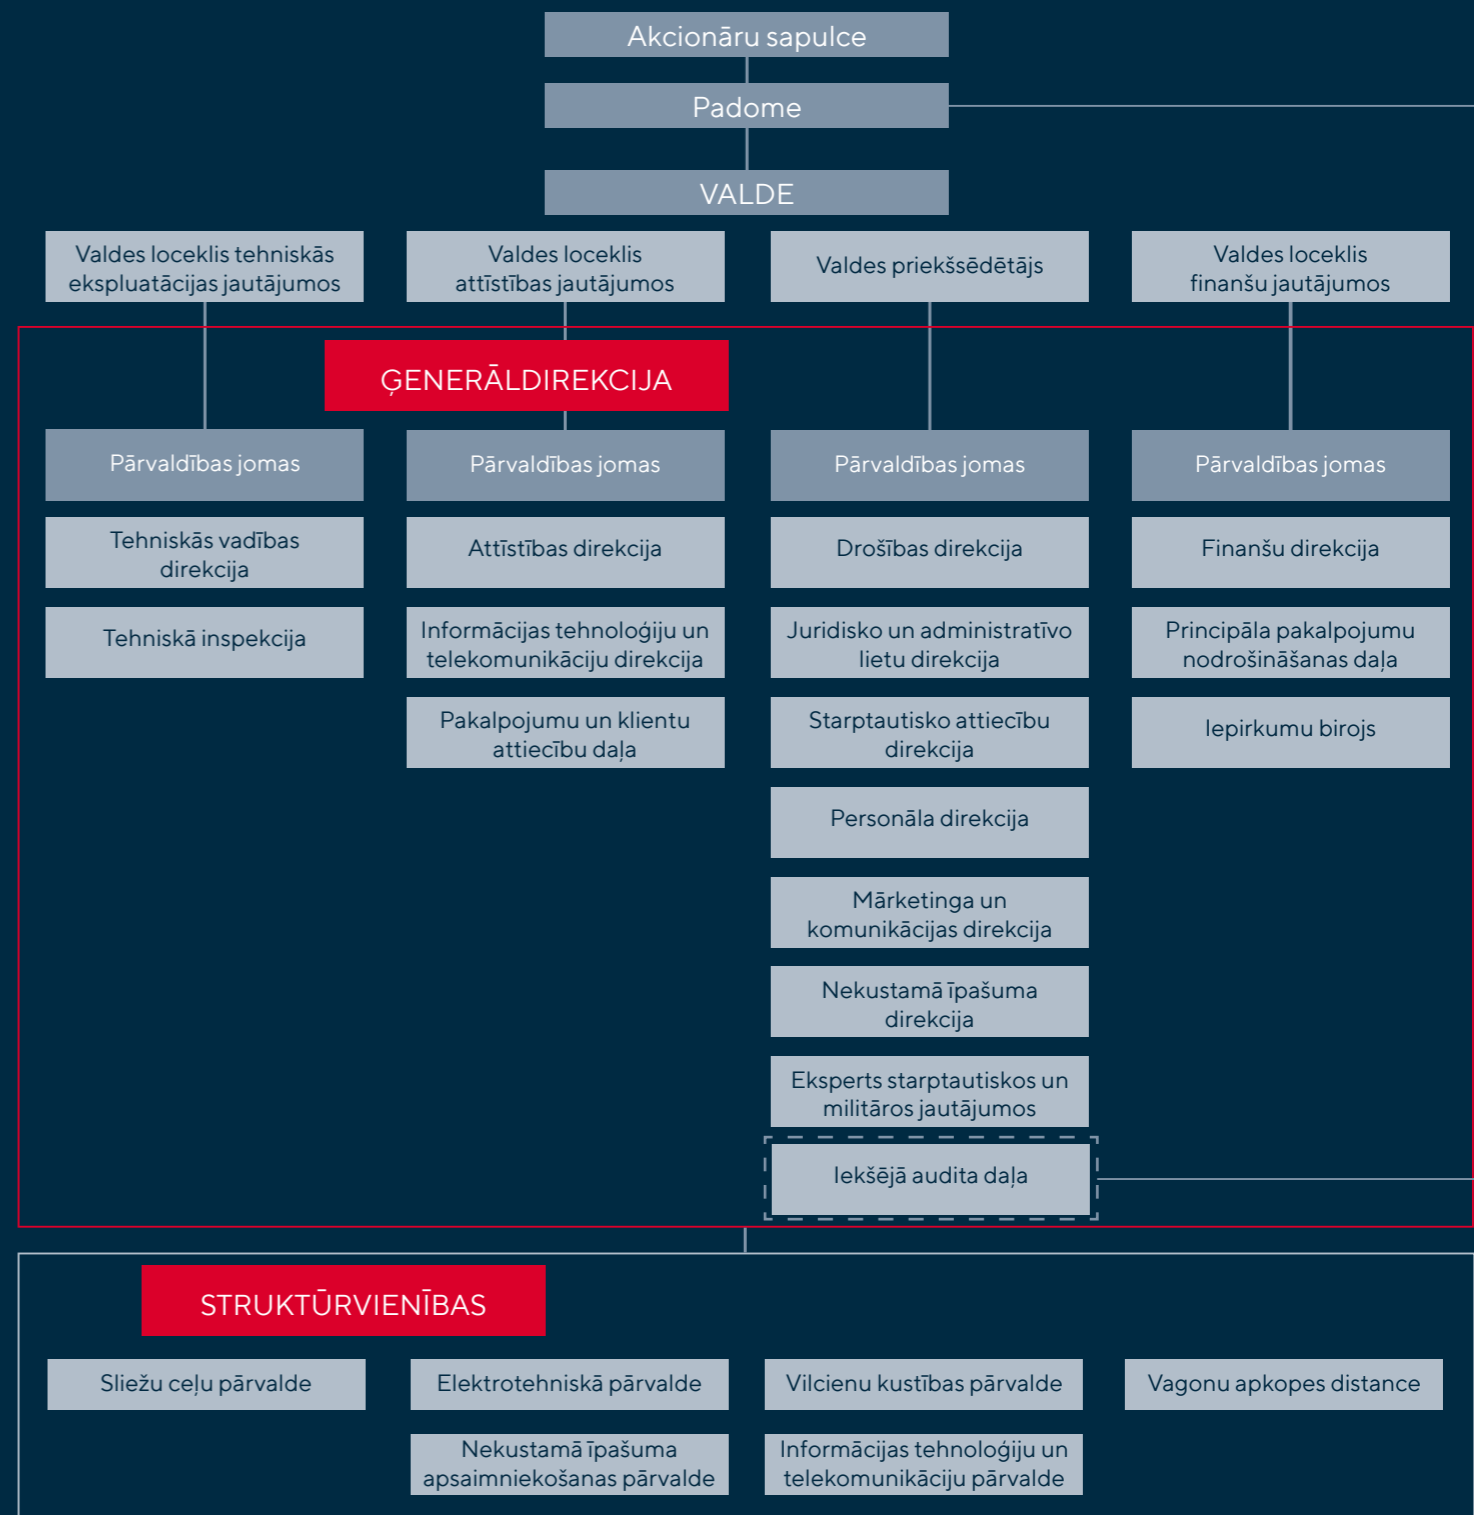 Akcionāru sapulce
Padome
VALDE
Valdes loceklis tehniskās
ekspluatācijas jautājumos
Valdes loceklis
attīstības jautājumos
Valdes priekšsēdētājs
Valdes loceklis
finanšu jautājumos
ĢENERĀLDIREKCIJA
Pārvaldības jomas
Pārvaldības jomas
Pārvaldības jomas
Pārvaldības jomas
Tehniskās vadības
direkcija
Attīstības direkcija
Drošības direkcija
Finanšu direkcija
Tehniskā inspekcija
Informācijas tehnoloģiju un
telekomunikāciju direkcija
Juridisko un administratīvo
lietu direkcija
Principāla pakalpojumu
nodrošināšanas daļa
Pakalpojumu un klientu
attiecību daļa
Starptautisko attiecību
direkcija
Iepirkumu birojs
Personāla direkcija
Mārketinga un
komunikācijas direkcija
Nekustamā īpašuma
direkcija
Eksperts starptautiskos un
militāros jautājumos
Iekšējā audita daļa
STRUKTŪRVIENĪBAS
Sliežu ceļu pārvalde
Elektrotehniskā pārvalde
Vilcienu kustības pārvalde
Vagonu apkopes distance
Nekustamā īpašuma
apsaimniekošanas pārvalde
Informācijas tehnoloģiju un
telekomunikāciju pārvalde